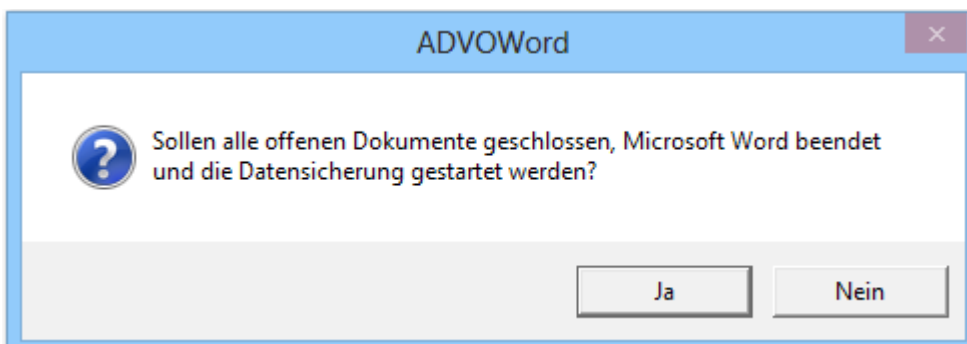 ADVOWord
Sollen alle offenen Dokumente geschlossen, Microsoft Word beendet
und die Datensicherung gestartet werden?
Ja
Nein